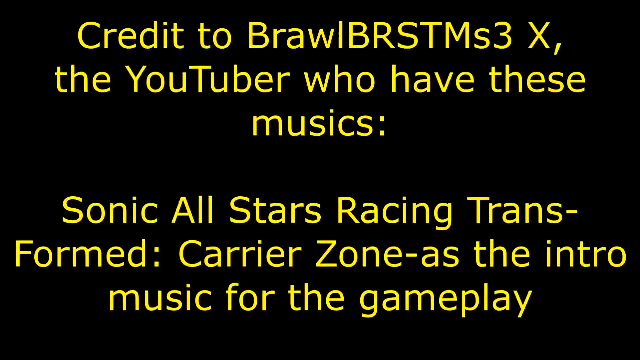 Credit to BrawlBRSTMs3 X,
the YouTuber who have these
musics:
Sonic All Stars Racing Trans-
Formed: Carrier Zone-as the intro
music for the gameplay